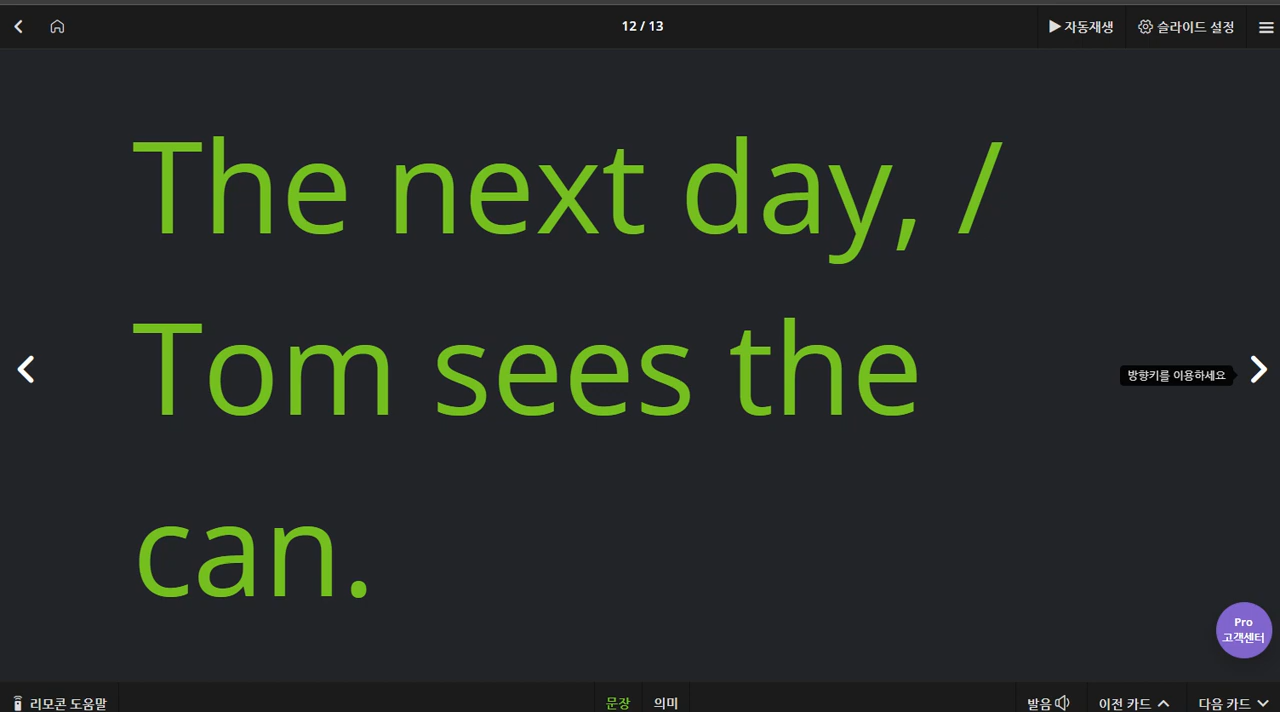 12 / 13
자동재생
슬라이드 설정
The next day, /
Tom sees the
can.
방향키를 이용하세요
Pro
고객센터
리모콘 도움말
문장
의미
발음
이전 카드
다음 카드